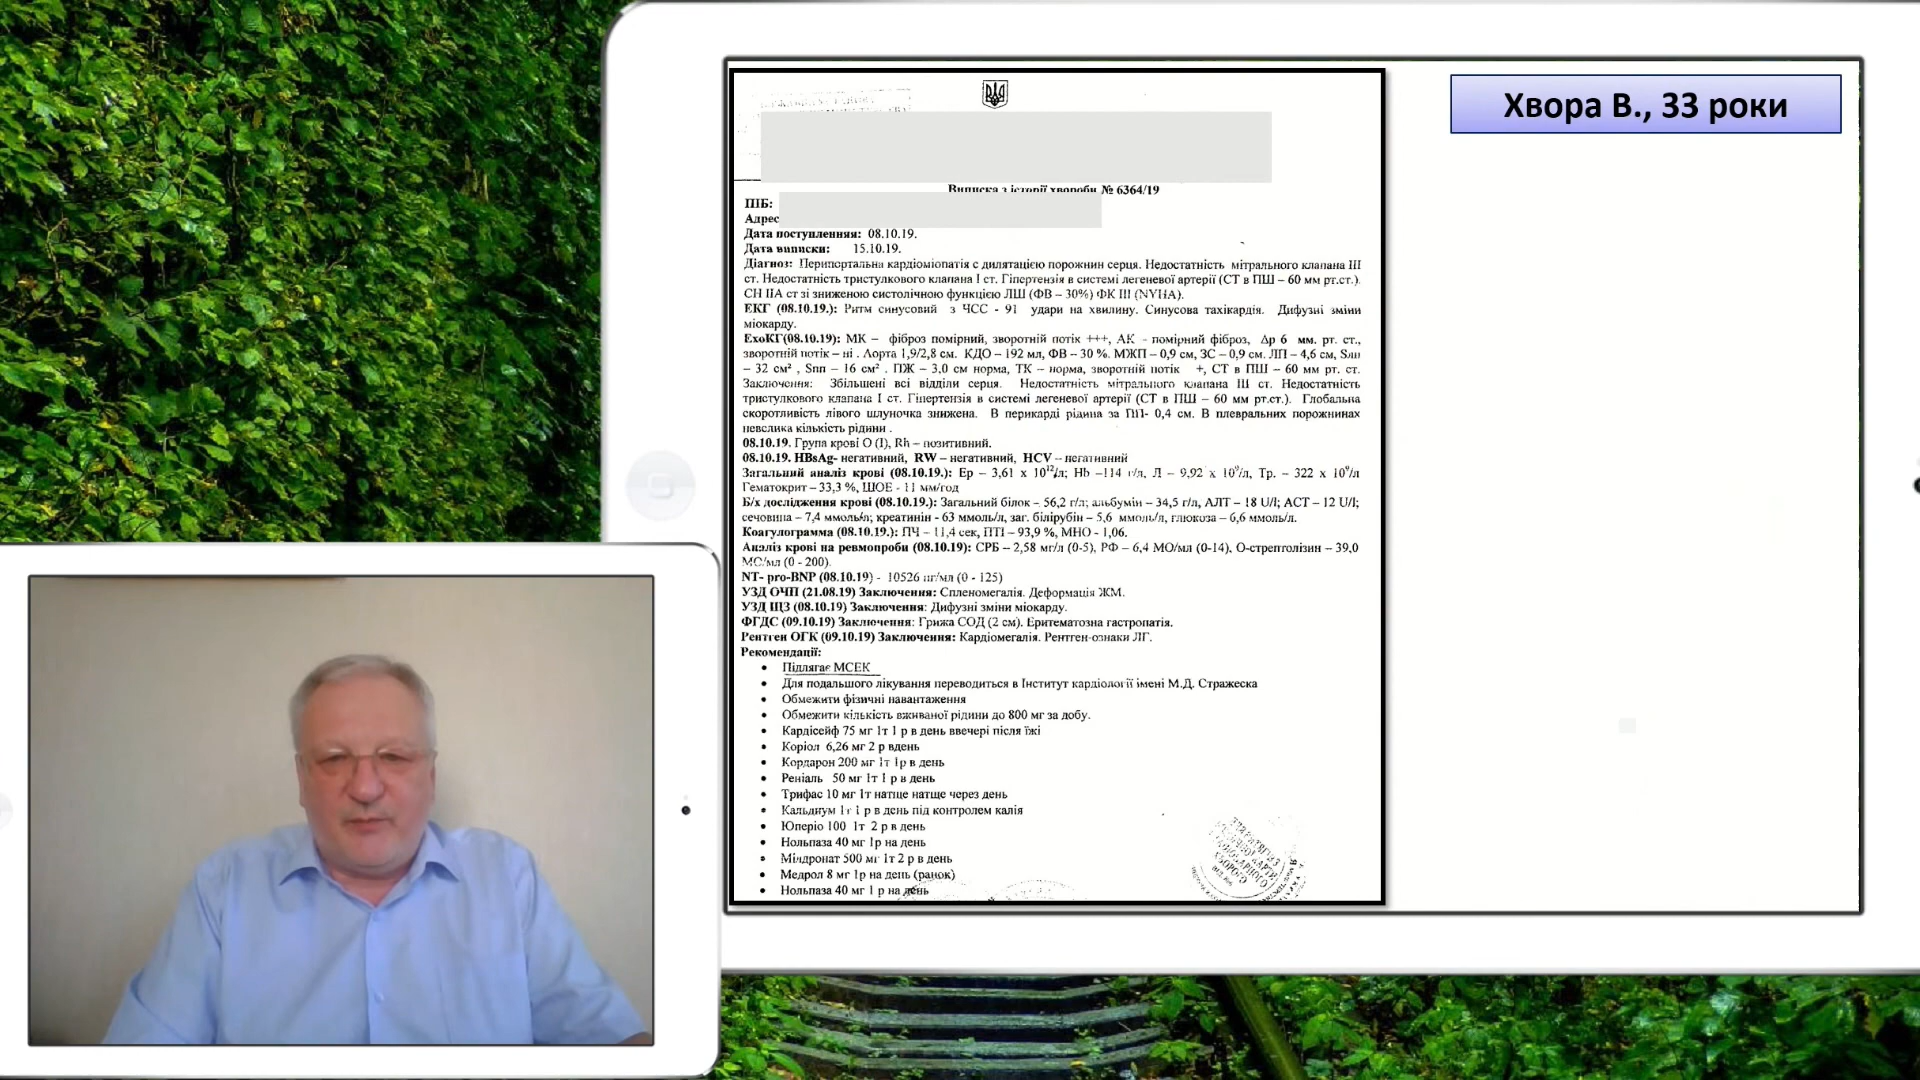 Хвора В., 33 роки
Виписка з історії хвороби № 6364/19
ПІБ:
Адрес
Дата поступлення: 08.10.19.
Дата виписки: 15.10.19.
Діагноз: Перипортальна кардіоміопатія с дилятацією порожнин серця. Недостатність мітрального клапана III
ст. Недостатність тристулкового клапана I ст. Гіпертензія в системі легеневої артерії (СТ в ПШ – 60 мм рт.ст.).
СН IIА ст зі зниженою систолічною функцією ЛШ (ФВ – 30%) ФК III (NYHA).
ЕКГ (08.10.19.): Ритм синусовий з ЧСС - 91 удари на хвилину. Синусова тахікардія. Дифузні зміни
міокарду.
ЕхоКГ(08.10.19): МК – фіброз помірний, зворотній потік +++, АК - помірний фіброз, Др 6 мм. рт. ст.,
зворотній потік – ні . Аорта 1,9/2,8 см. КДО – 192 мл, ФВ – 30 %. МЖП – 0,9 см, ЗС – 0,9 см. ЛП – 4,6 см, Sлп
– 32 см² , Sпп – 16 см² . ПЖ – 3,0 см норма, ТК – норма, зворотній потік +, СТ в ПШ – 60 мм рт. ст.
Заключення: Збільшені всі відділи серця. Недостатність мітрального клапана III ст. Недостатність
тристулкового клапана I ст. Гіпертензія в системі легеневої артерії (СТ в ПШ – 60 мм рт.ст.). Глобальна
скоротливість лівого шлуночка знижена. В перикарді рідина за ПП- 0,4 см. В плевральних порожнинах
невелика кількість рідини .
08.10.19. Група крові О (I), Rh – позитивний.
08.10.19. HBsAg- негативний, RW – негативний, HCV – негативний
Загальний аналіз крові (08.10.19.): Ер – 3,61 х 10¹²/л; Hb –114 г/л, Л – 9,92 х 10⁹/л, Тр. – 322 х 10⁹/л
Гематокрит – 33,3 %, ШОЕ - 11 мм/год
Б/х дослідження крові (08.10.19.): Загальний білок – 56,2 г/л; альбумін – 34,5 г/л, АЛТ – 18 U/l; АСТ – 12 U/l;
сечовина – 7,4 ммоль/л; креатинін - 63 ммоль/л, заг. білірубін – 5,6 ммоль/л, глюкоза – 6,6 ммоль/л.
Коагулограмма (08.10.19.): ПЧ – 11,4 сек, ПТІ – 93,9 %, МНО - 1,06.
Аналіз крові на ревмопроби (08.10.19): СРБ – 2,58 мг/л (0-5), РФ – 6,4 МО/мл (0-14), О-стрептолізин – 39,0
МО/мл (0 - 200).
NT- pro-BNP (08.10.19) - 10526 пг/мл (0 - 125)
УЗД ОЧП (21.08.19) Заключення: Спленомегалія. Деформація ЖМ.
УЗД ЩЗ (08.10.19) Заключення: Дифузні зміни міокарду.
ФГДС (09.10.19) Заключення: Грижа СОД (2 см). Еритематозна гастропатія.
Рентген ОГК (09.10.19) Заключення: Кардіомегалія. Рентген-ознаки ЛГ.
Рекомендації:
• Підлягає МСЕК
• Для подальшого лікування переводиться в Інститут кардіології імені М.Д. Стражеска
• Обмежити фізичні навантаження
• Обмежити кількість вживаної рідини до 800 мг за добу.
• Кардісейф 75 мг 1т 1 р в день ввечері після їжі
• Коріол 6,26 мг 2 р вдень
• Кордарон 200 мг 1т 1р в день
• Реніаль 50 мг 1т 1 р в день
• Трифас 10 мг 1т натще натще через день
• Кальдиум 1т 1 р в день під контролем калія
• Юперіо 100 1т 2 р в день
• Нольпаза 40 мг 1р на день
• Мілдронат 500 мг 1т 2 р в день
• Медрол 8 мг 1р на день (ранок)
• Нольпаза 40 мг 1 р на день